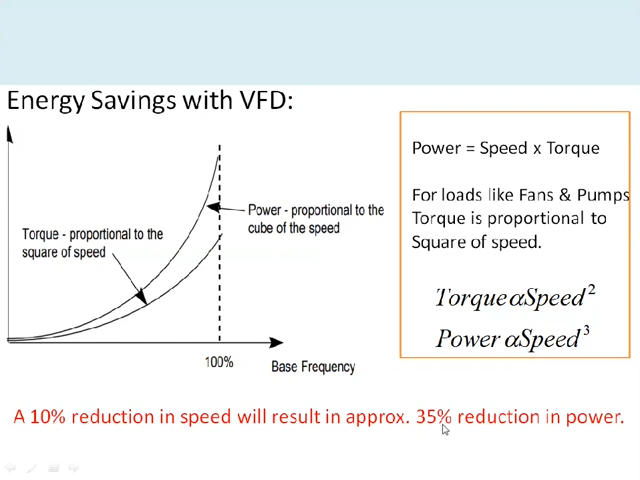 Energy Savings with VFD:
Power = Speed x Torque
For loads like Fans & Pumps
Torque is proportional to
Square of speed.
Torque α Speed²
Power α Speed³
Power - proportional to the
cube of the speed
Torque - proportional to the
square of speed
100%
Base Frequency
A 10% reduction in speed will result in approx. 35% reduction in power.